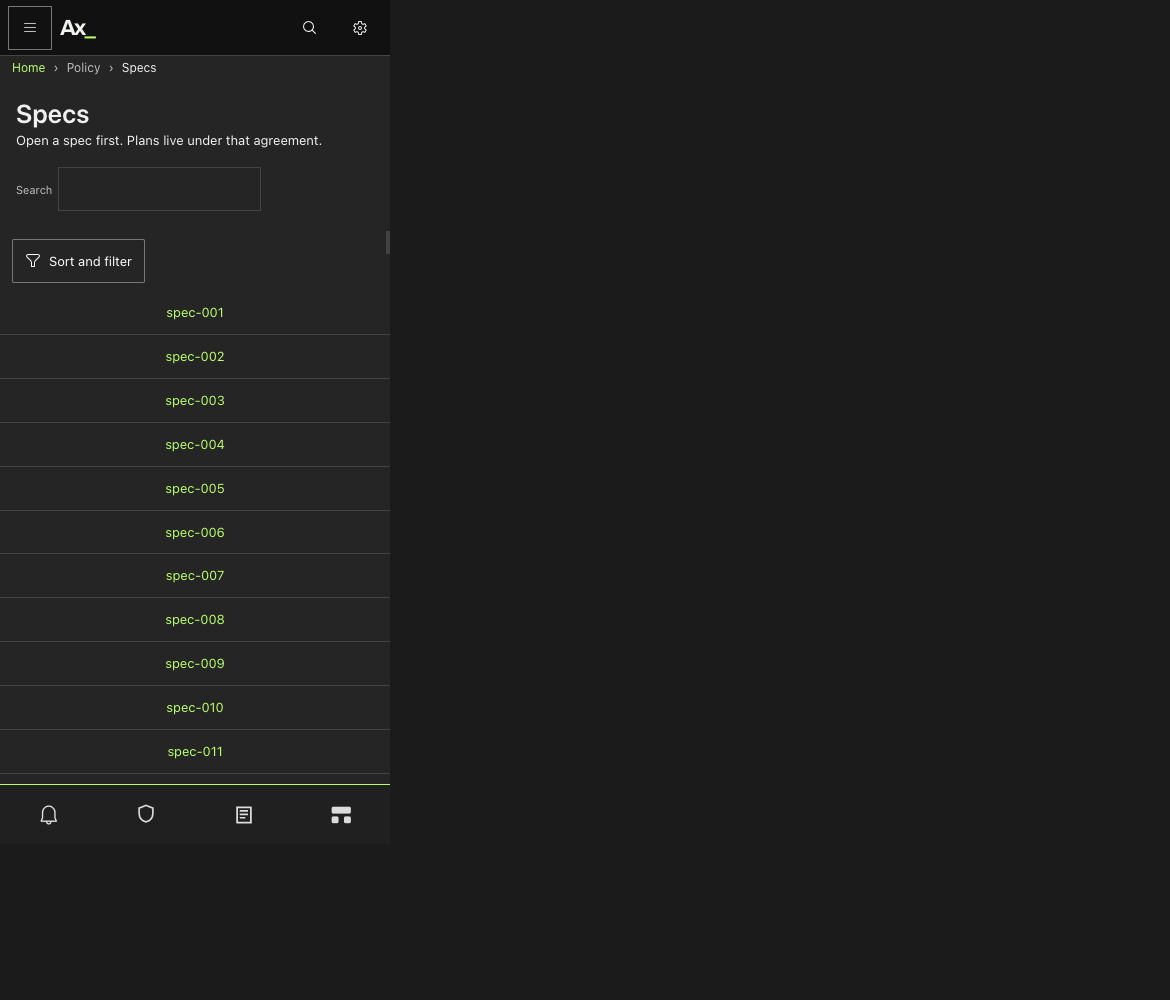 Ax_
Home › Policy › Specs
Specs
Open a spec first. Plans live under that agreement.
Search
Sort and filter
spec-001
spec-002
spec-003
spec-004
spec-005
spec-006
spec-007
spec-008
spec-009
spec-010
spec-011